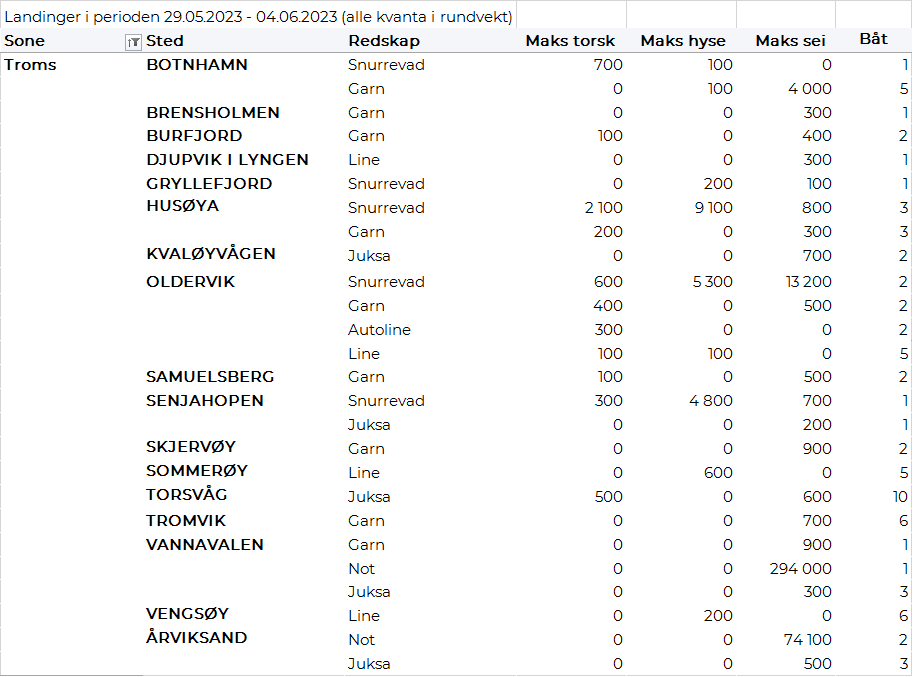 Landinger i perioden 29.05.2023 - 04.06.2023 (alle kvanta i rundvekt)
Sone Sted Redskap Maks torsk Maks hyse Maks sei Båt
Troms BOTNHAMN Snurrevad 700 100 0 1
Garn 0 100 4 000 5
BRENSHOLMEN Garn 0 0 300 1
BURFJORD Garn 100 0 400 2
DJUPVIK I LYNGEN Line 0 0 300 1
GRYLLEFJORD Snurrevad 0 200 100 1
HUSØYA Snurrevad 2 100 9 100 800 3
Garn 200 0 300 3
KVALØYVÅGEN Juksa 0 0 700 2
OLDERVIK Snurrevad 600 5 300 13 200 2
Garn 400 0 500 2
Autoline 300 0 0 2
Line 100 100 0 5
SAMUELSBERG Garn 100 0 500 2
SENJAHOPEN Snurrevad 300 4 800 700 1
Juksa 0 0 200 1
SKJERVØY Garn 0 0 900 2
SOMMERØY Line 0 600 0 5
TORSVÅG Juksa 500 0 600 10
TROMVIK Garn 0 0 700 6
VANNAVALEN Garn 0 0 900 1
Not 0 0 294 000 1
Juksa 0 0 300 3
VENGSØY Line 0 200 0 6
ÅRVIKSAND Not 0 0 74 100 2
Juksa 0 0 500 3